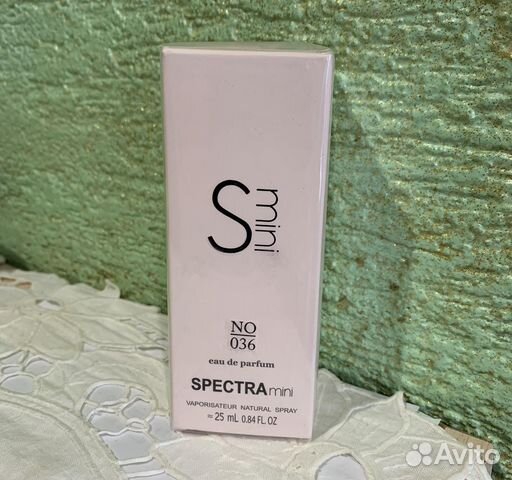 S mini
NO
036
eau de parfum
SPECTRA mini
VAPORISATEUR NATURAL SPRAY
≈ 25 mL 0.84 FL. OZ
Avito